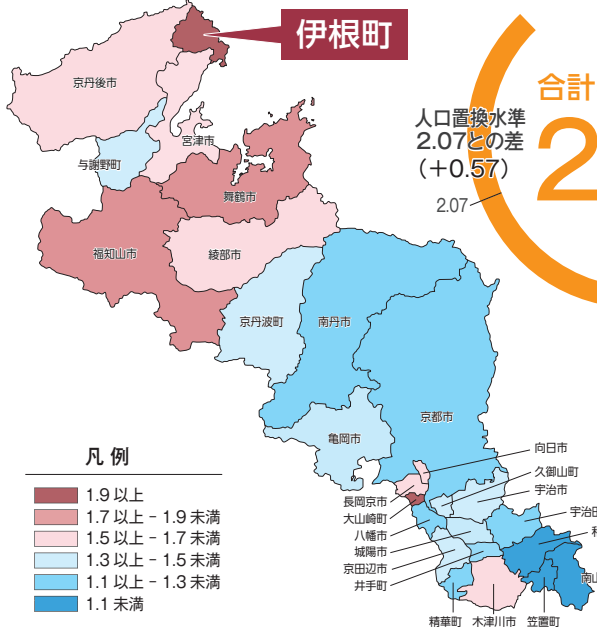 伊根町
合計
2
人口置換水準
2.07との差
(+0.57)
2.07
京丹後市
宮津市
与謝野町
舞鶴市
福知山市
綾部市
京丹波町
南丹市
京都市
亀岡市
向日市
久御山町
宇治市
長岡京市
大山崎町
八幡市
城陽市
京田辺市
井手町
宇治田
南山
精華町
木津川市
笠置町
凡例
1.9以上
1.7以上-1.9未満
1.5以上-1.7未満
1.3以上-1.5未満
1.1以上-1.3未満
1.1未満